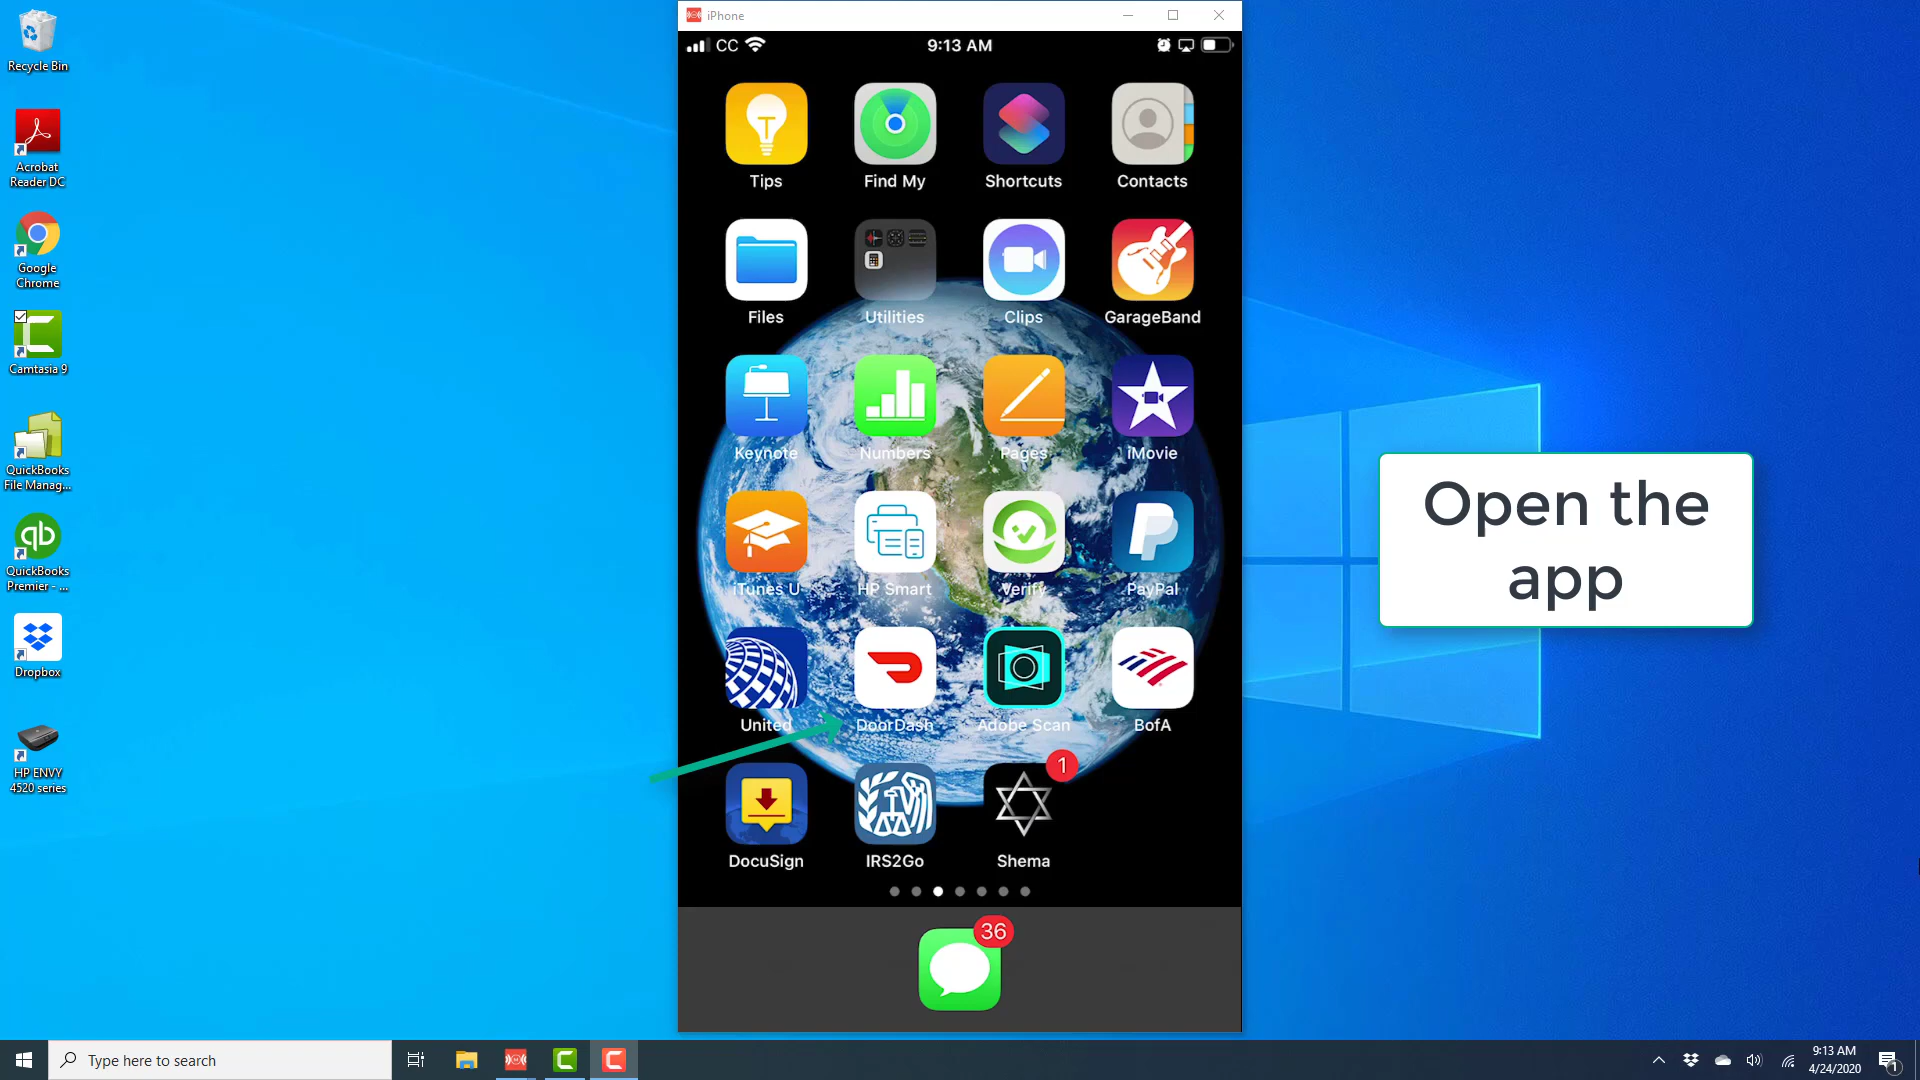 Recycle Bin
Acrobat
Reader DC
Google
Chrome
Camtasia 9
QuickBooks
File Manag...
QuickBooks
Premier - ...
Dropbox
HP ENVY
4520 series
iPhone
CC
9:13 AM
Tips
Find My
Shortcuts
Contacts
Files
Utilities
Clips
GarageBand
Keynote
Numbers
Pages
iMovie
iTunes U
HP Smart
Verify
PayPal
United
DoorDash
Adobe Scan
BofA
1
DocuSign
IRS2Go
Shema
36
Open the
app
Type here to search
9:13 AM
4/24/2020
1